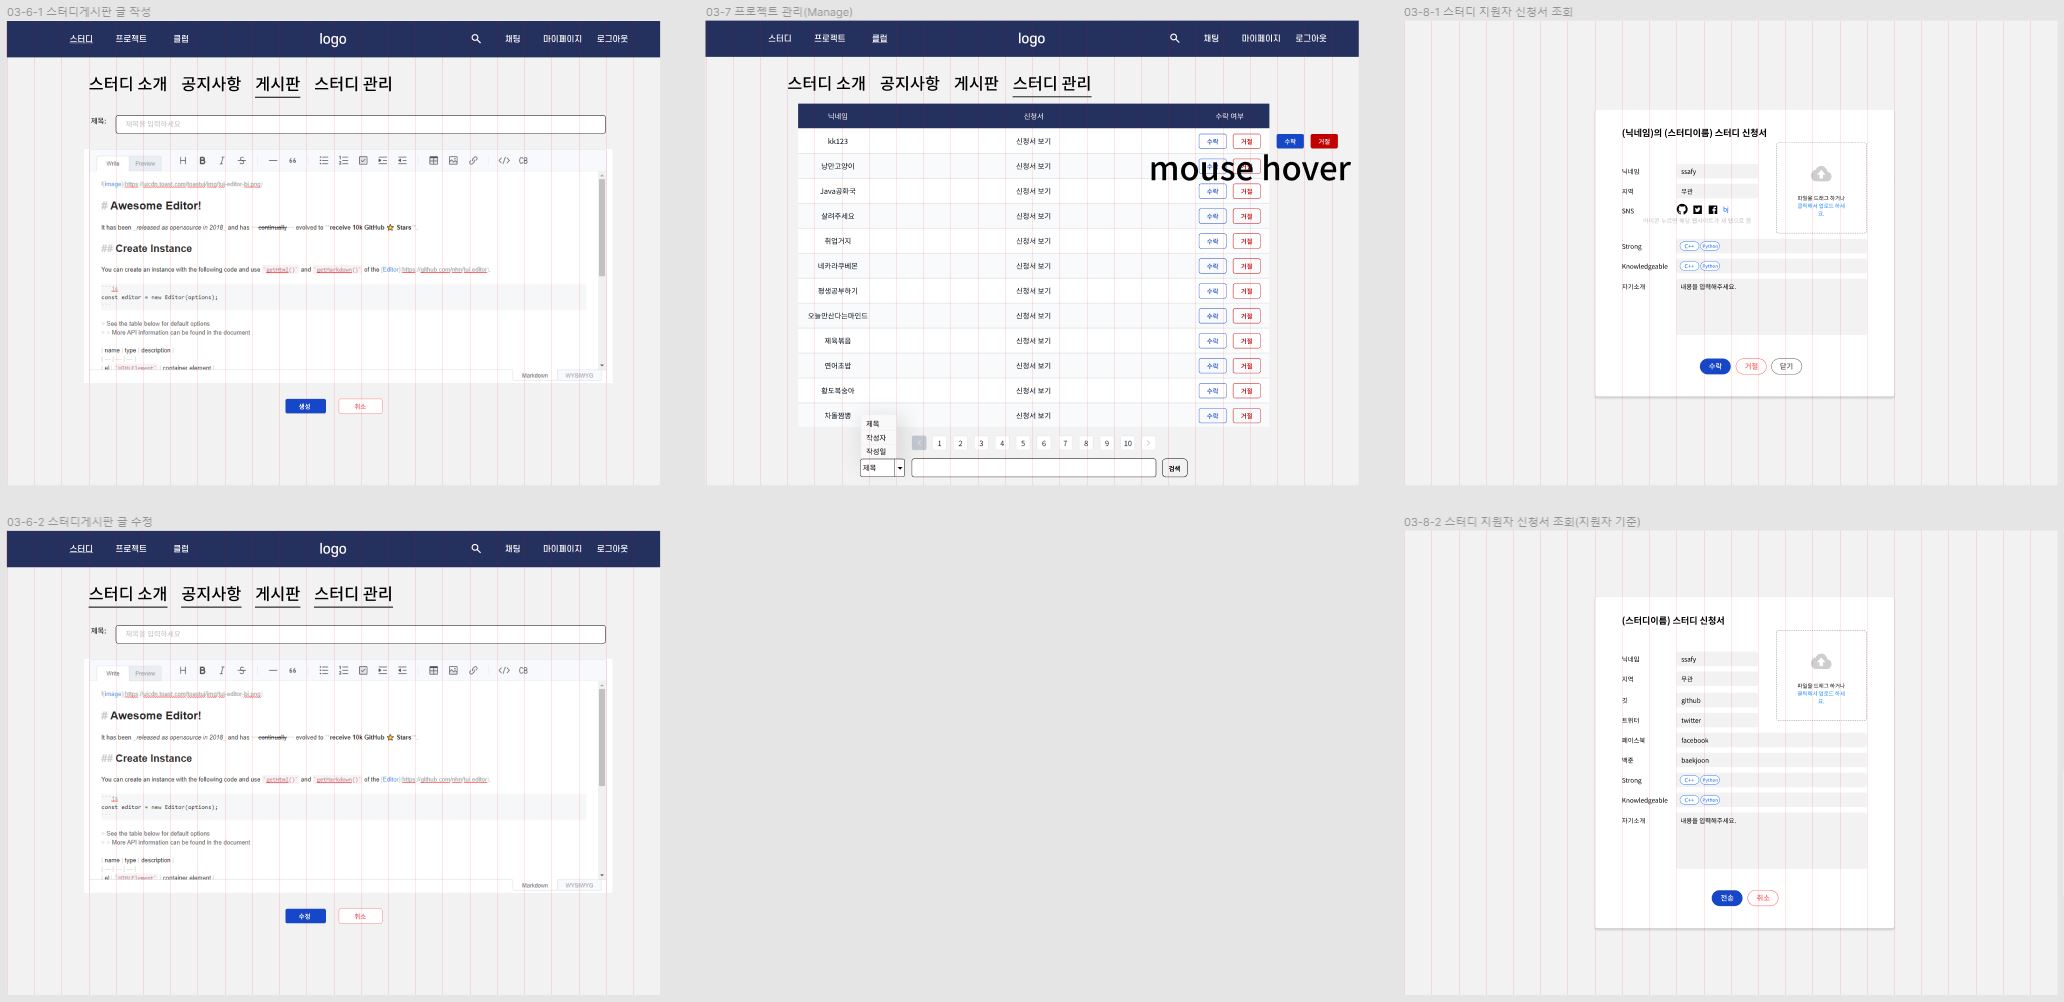 03-6-1 스터디게시판 글 작성
스터디 프로젝트 클럽 logo 채팅 마이페이지 로그아웃
스터디 소개 공지사항 게시판 스터디 관리
제목: 제목을 입력하세요
Write Preview H B I S 66 CB
![image](https://uicdn.toast.com/toastui/img/tui-editor-bi.png)
# Awesome Editor!
It has been _released as opensource in 2018_ and has ~~continually~~ evolved to **receive 10k GitHub ⭐ Stars**.
## Create Instance
You can create an instance with the following code and use `getHtml()` and `getMarkdown()` of the [Editor](https://github.com/nhn/tui.editor).
```js
const editor = new Editor(options);
> See the table below for default options
> > More API information can be found in the document
| name | type | description |
| --- | --- | --- |
| el | `HTMLElement` | container element |
Markdown WYSIWYG
생성 취소
03-7 프로젝트 관리(Manage)
스터디 프로젝트 클럽 logo 채팅 마이페이지 로그아웃
스터디 소개 공지사항 게시판 스터디 관리
닉네임 신청서 수락 여부
kk123 신청서 보기 수락 거절 수락 거절
mouse hover
낭만고양이 신청서 보기 수락 거절
Java공화국 신청서 보기 수락 거절
살려주세요 신청서 보기 수락 거절
취업거지 신청서 보기 수락 거절
네카라쿠배몬 신청서 보기 수락 거절
평생공부하기 신청서 보기 수락 거절
오늘만산다는마인드 신청서 보기 수락 거절
제육볶음 신청서 보기 수락 거절
연어초밥 신청서 보기 수락 거절
황도복숭아 신청서 보기 수락 거절
차돌짬뽕 신청서 보기 수락 거절
제목
작성자
작성일
< 1 2 3 4 5 6 7 8 9 10 >
제목 검색
03-8-1 스터디 지원자 신청서 조회
(닉네임)의 (스터디이름) 스터디 신청서
닉네임 ssafy
지역 무관
SNS
파일을 드래그 하거나
클릭해서 업로드 하세
요.
Strong C++ Python
Knowledgeable C++ Python
자기소개 내용을 입력해주세요.
수락 거절 닫기
03-6-2 스터디게시판 글 수정
스터디 프로젝트 클럽 logo 채팅 마이페이지 로그아웃
스터디 소개 공지사항 게시판 스터디 관리
제목: 제목을 입력하세요
Write Preview H B I S 66 CB
![image](https://uicdn.toast.com/toastui/img/tui-editor-bi.png)
# Awesome Editor!
It has been _released as opensource in 2018_ and has ~~continually~~ evolved to **receive 10k GitHub ⭐ Stars**.
## Create Instance
You can create an instance with the following code and use `getHtml()` and `getMarkdown()` of the [Editor](https://github.com/nhn/tui.editor).
```js
const editor = new Editor(options);
> See the table below for default options
> > More API information can be found in the document
| name | type | description |
| --- | --- | --- |
| el | `HTMLElement` | container element |
Markdown WYSIWYG
수정 취소
03-8-2 스터디 지원자 신청서 조회(지원자 기준)
(스터디이름) 스터디 신청서
닉네임 ssafy
지역 무관
깃 github
트위터 twitter
페이스북 facebook
백준 baekjoon
파일을 드래그 하거나
클릭해서 업로드 하세
요.
Strong C++ Python
Knowledgeable C++ Python
자기소개 내용을 입력해주세요.
전송 취소